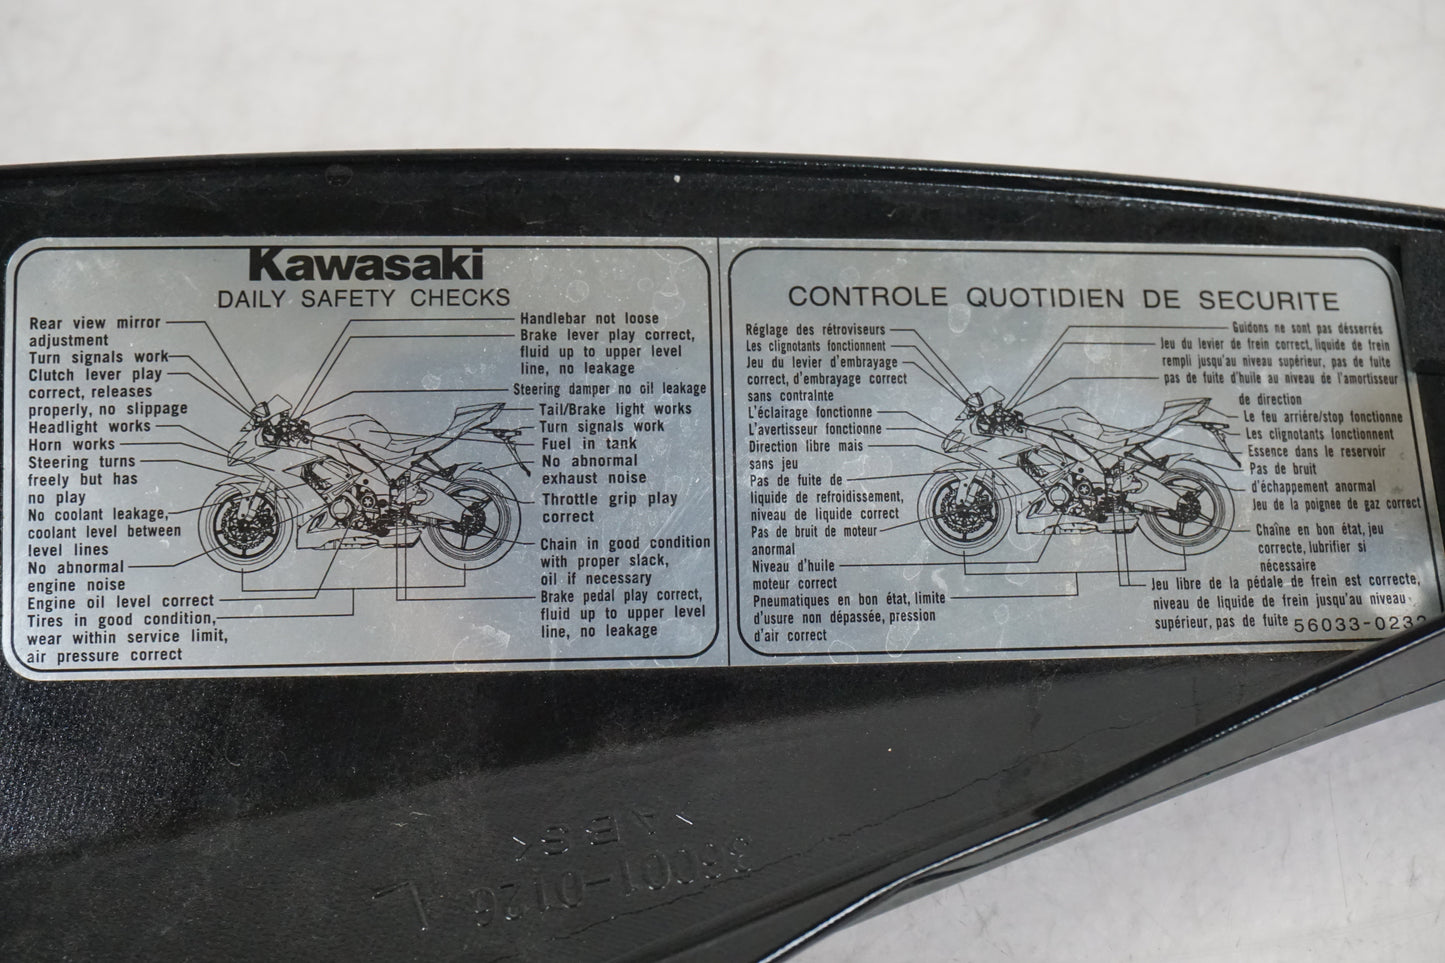 Kawasaki
DAILY SAFETY CHECKS
Rear view mirror
adjustment
Turn signals work
Clutch lever play
correct, releases
properly, no slippage
Headlight works
Horn works
Steering turns
freely but has
no play
No coolant leakage,
coolant level between
level lines
No abnormal
engine noise
Engine oil level correct
Tires in good condition,
wear within service limit,
air pressure correct
Handlebar not loose
Brake lever play correct,
fluid up to upper level
line, no leakage
Steering damper no oil leakage
Tail/Brake light works
Turn signals work
Fuel in tank
No abnormal
exhaust noise
Throttle grip play
correct
Chain in good condition
with proper slack,
oil if necessary
Brake pedal play correct,
fluid up to upper level
line, no leakage
CONTROLE QUOTIDIEN DE SECURITE
Réglage des rétroviseurs
Les clignotants fonctionnent
Jeu du levier d'embrayage
correct, d'embrayage correct
sans contrainte
L'éclairage fonctionne
L'avertisseur fonctionne
Direction libre mais
sans jeu
Pas de fuite de
liquide de refroidissement,
niveau de liquide correct
Pas de bruit de moteur
anormal
Niveau d'huile
moteur correct
Pneumatiques en bon état, limite
d'usure non dépassée, pression
d'air correct
Guidons ne sont pas désserrés
Jeu du levier de frein correct, liquide de frein
rempli jusqu'au niveau supérieur, pas de fuite
pas de fuite d'huile au niveau de l'amortisseur
de direction
Le feu arriére/stop fonctionne
Les clignotants fonctionnent
Essence dans le reservoir
Pas de bruit
d'échappement anormal
Jeu de la poignee de gaz correct
Chaîne en bon état, jeu
correcte, lubrifier si
nécessaire
Jeu libre de la pédale de frein est correcte,
niveau de liquide de frein jusqu'au niveau
supérieur, pas de fuite
56033-0232
>ABS<
36001-0126 L